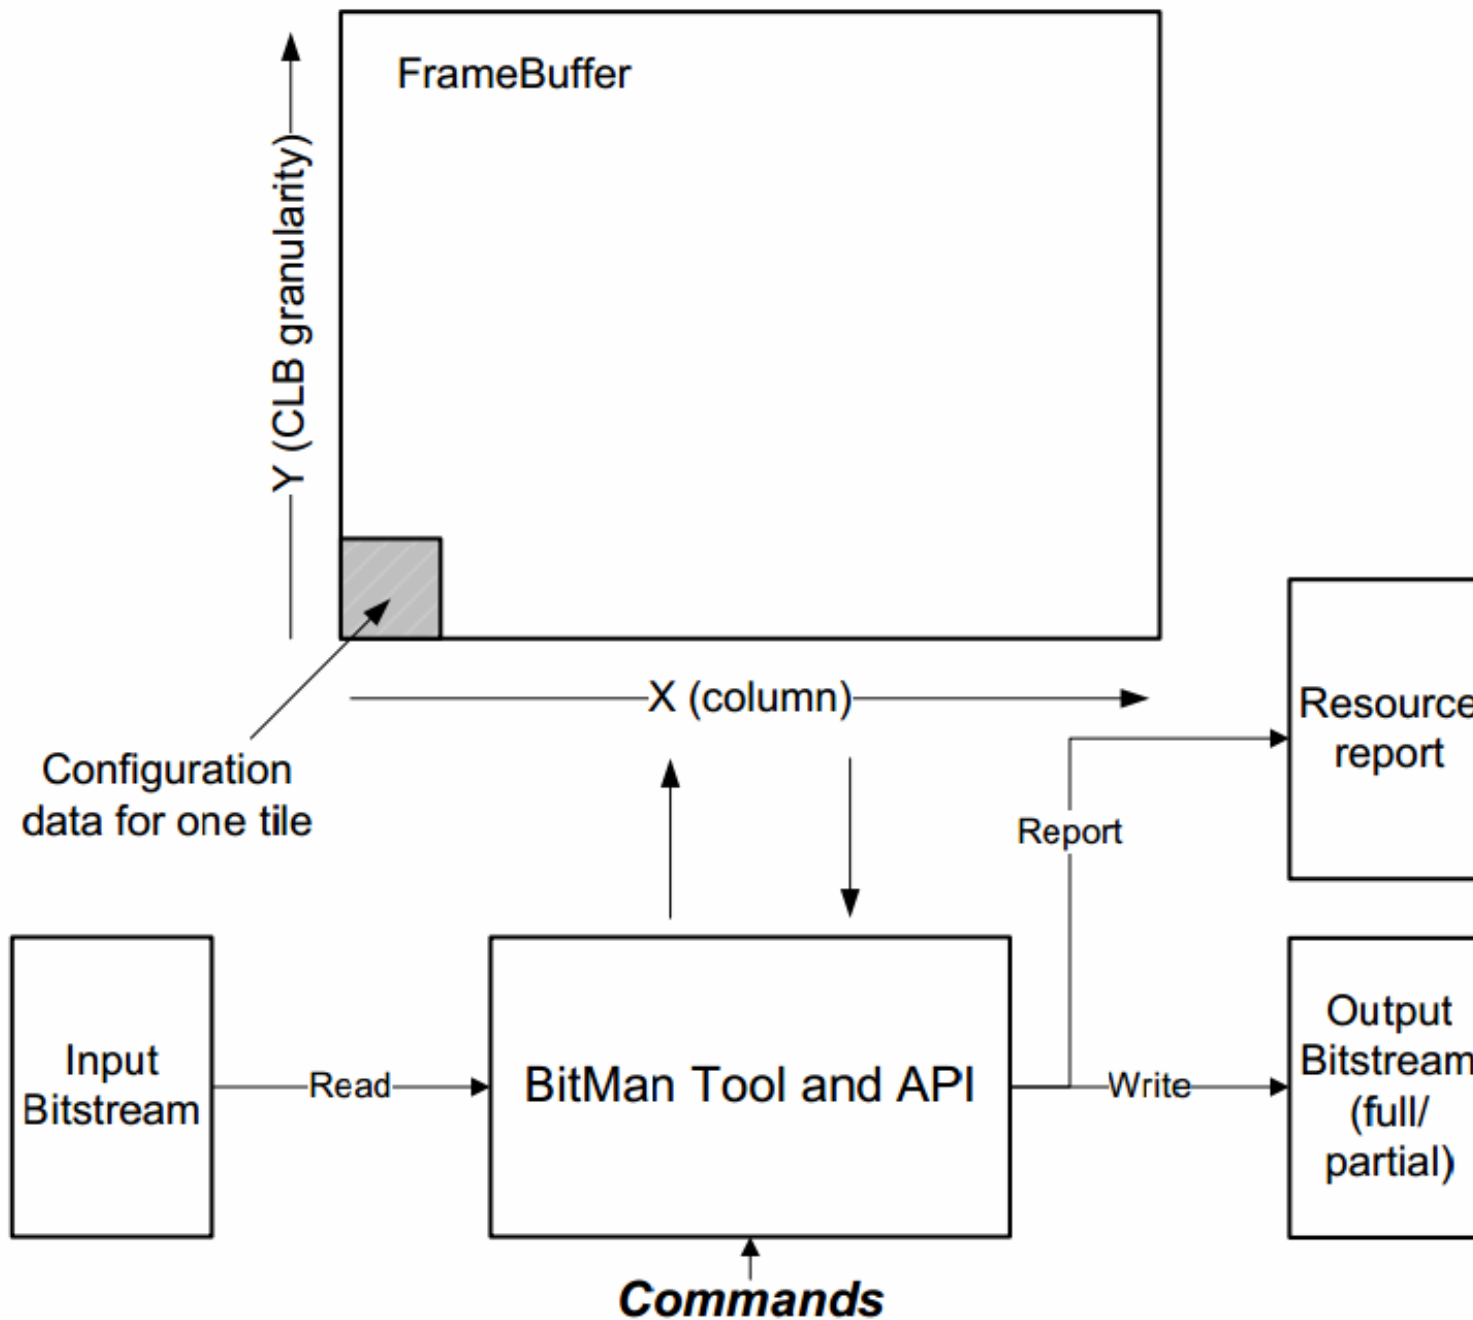 FrameBuffer
Y (CLB granularity)
X (column)
Configuration
data for one tile
Resource
report
Report
Input
Bitstream
Read
BitMan Tool and API
Write
Output
Bitstream
(full/
partial)
Commands